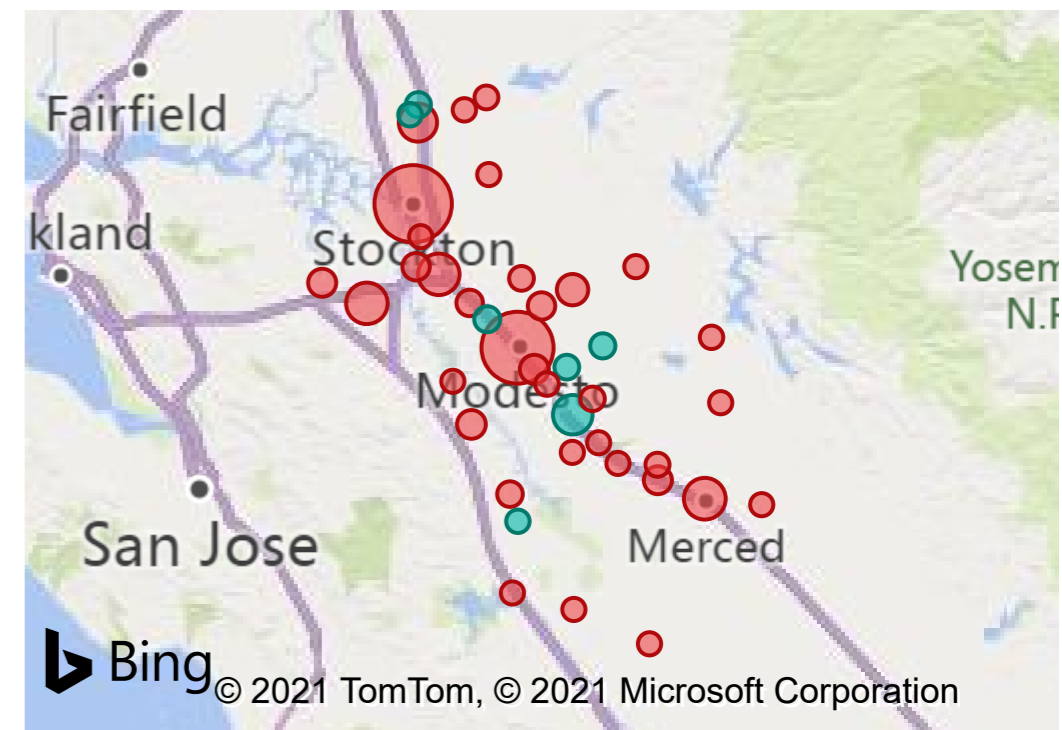 Fairfield
kland
Stockton
Yosem
N.P
Modesto
San Jose
Merced
Bing
© 2021 TomTom, © 2021 Microsoft Corporation